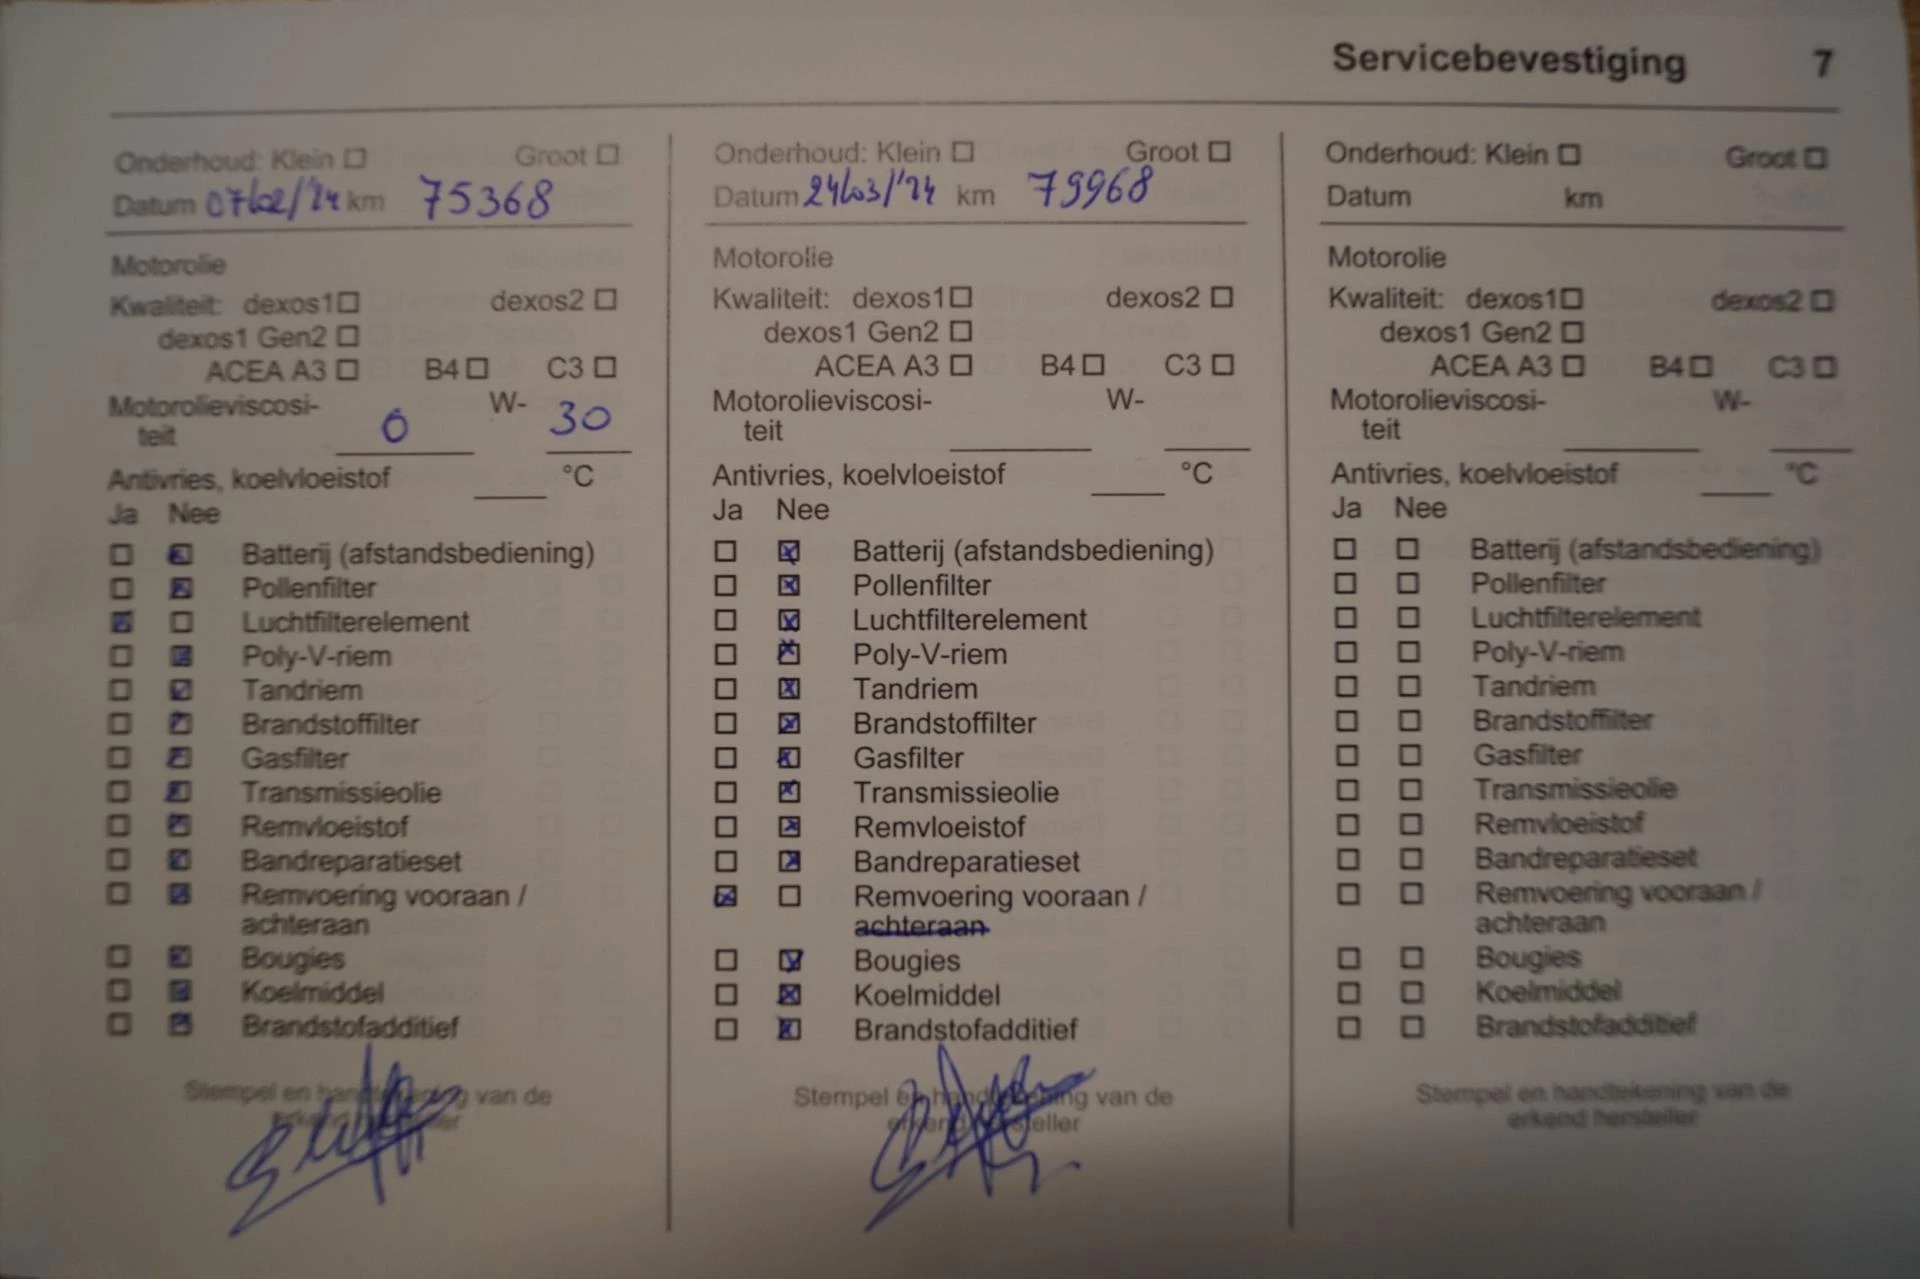 Servicebevestiging 7
Onderhoud: Klein ☐ Groot ☐
Datum 07/02/'24 km 75368
Motorolie
Kwaliteit: dexos1☐ dexos2 ☐
dexos1 Gen2 ☐
ACEA A3 ☐ B4☐ C3 ☐
Motorolieviscosi- W-
teit 0 30
Antivries, koelvloeistof ____ °C
Ja Nee
☐ ☒ Batterij (afstandsbediening)
☐ ☒ Pollenfilter
☒ ☐ Luchtfilterelement
☐ ☒ Poly-V-riem
☐ ☒ Tandriem
☐ ☒ Brandstoffilter
☐ ☒ Gasfilter
☐ ☒ Transmissieolie
☐ ☒ Remvloeistof
☐ ☒ Bandreparatieset
☐ ☒ Remvoering vooraan /
achteraan
☐ ☒ Bougies
☐ ☒ Koelmiddel
☐ ☒ Brandstofadditief
Stempel en handtekening van de
erkend hersteller
Onderhoud: Klein ☐ Groot ☐
Datum 24/03/'24 km 79968
Motorolie
Kwaliteit: dexos1☐ dexos2 ☐
dexos1 Gen2 ☐
ACEA A3 ☐ B4☐ C3 ☐
Motorolieviscosi- W-
teit
Antivries, koelvloeistof ____ °C
Ja Nee
☐ ☒ Batterij (afstandsbediening)
☐ ☒ Pollenfilter
☐ ☒ Luchtfilterelement
☐ ☒ Poly-V-riem
☐ ☒ Tandriem
☐ ☒ Brandstoffilter
☐ ☒ Gasfilter
☐ ☒ Transmissieolie
☐ ☒ Remvloeistof
☐ ☒ Bandreparatieset
☒ ☐ Remvoering vooraan /
achteraan
☐ ☒ Bougies
☐ ☒ Koelmiddel
☐ ☒ Brandstofadditief
Stempel en handtekening van de
erkend hersteller
Onderhoud: Klein ☐ Groot ☐
Datum km
Motorolie
Kwaliteit: dexos1☐ dexos2 ☐
dexos1 Gen2 ☐
ACEA A3 ☐ B4☐ C3 ☐
Motorolieviscosi- W-
teit
Antivries, koelvloeistof ____ °C
Ja Nee
☐ ☐ Batterij (afstandsbediening)
☐ ☐ Pollenfilter
☐ ☐ Luchtfilterelement
☐ ☐ Poly-V-riem
☐ ☐ Tandriem
☐ ☐ Brandstoffilter
☐ ☐ Gasfilter
☐ ☐ Transmissieolie
☐ ☐ Remvloeistof
☐ ☐ Bandreparatieset
☐ ☐ Remvoering vooraan /
achteraan
☐ ☐ Bougies
☐ ☐ Koelmiddel
☐ ☐ Brandstofadditief
Stempel en handtekening van de
erkend hersteller